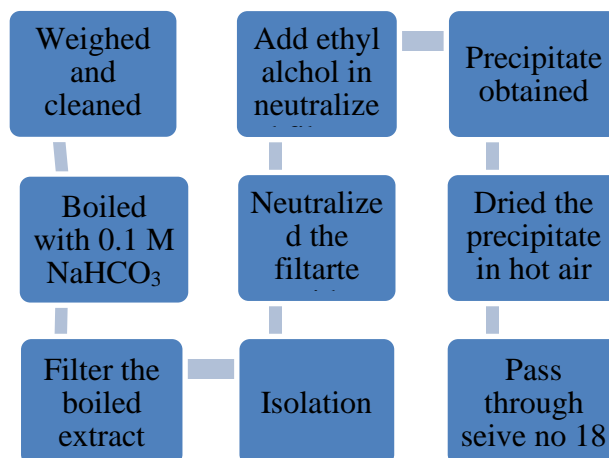 Weighed
and
cleaned
Boiled
with 0.1 M
NaHCO₃
Filter the
boiled
extract
Isolation
Neutralize
d the
filtarte
Add ethyl
alchol in
neutralize
Precipitate
obtained
Dried the
precipitate
in hot air
Pass
through
seive no 18